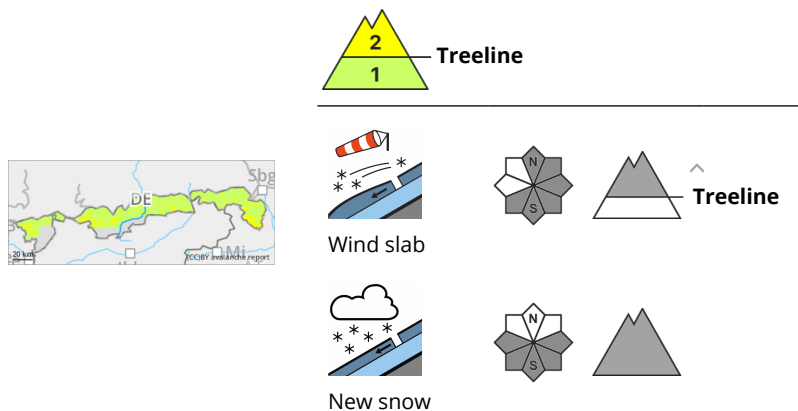 2
Treeline
1
Sbg
DE
20 km
Mi
(CC)BY avalanche.report
N
S
Treeline
Wind slab
N
S
New snow